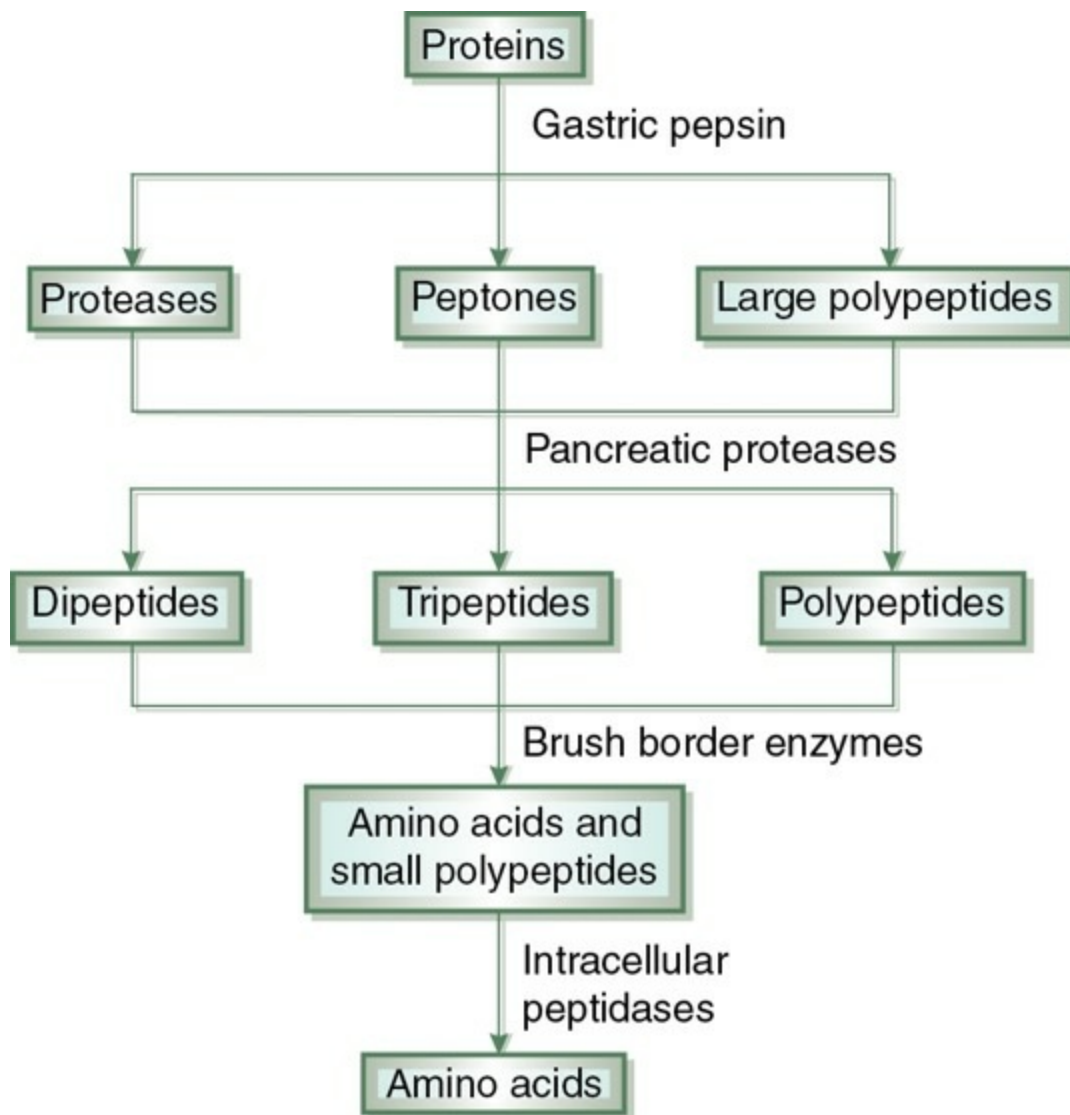 Proteins
Gastric pepsin
Proteases
Peptones
Large polypeptides
Pancreatic proteases
Dipeptides
Tripeptides
Polypeptides
Brush border enzymes
Amino acids and
small polypeptides
Intracellular
peptidases
Amino acids